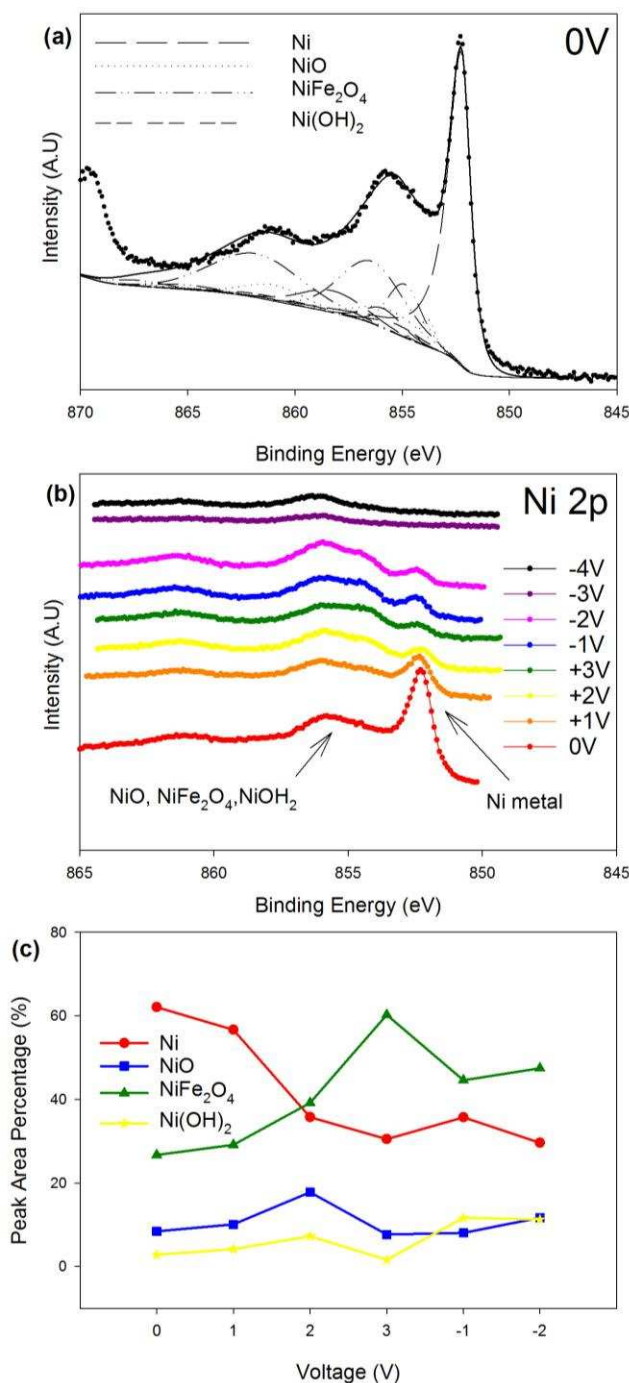 (a)
0V
Ni
NiO
NiFe₂O₄
Ni(OH)₂
Intensity (A.U)
870
865
860
855
850
845
Binding Energy (eV)
(b)
Ni 2p
-4V
-3V
-2V
-1V
+3V
+2V
+1V
0V
NiO, NiFe₂O₄,NiOH₂
Ni metal
Intensity (A.U)
865
860
855
850
845
Binding Energy (eV)
(c)
80
60
40
20
0
Ni
NiO
NiFe₂O₄
Ni(OH)₂
Peak Area Percentage (%)
0
1
2
3
-1
-2
Voltage (V)